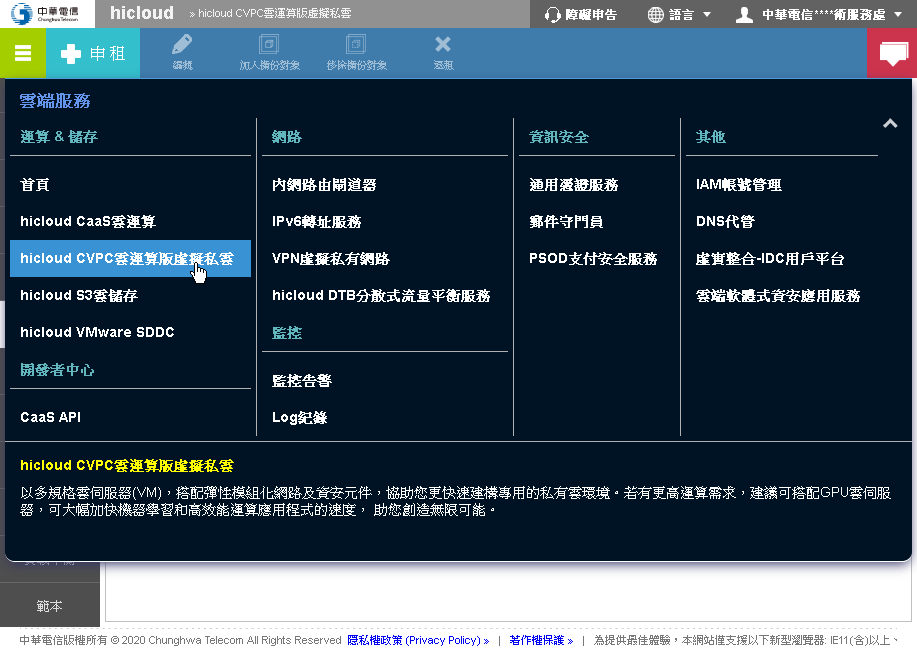 中華電信
Chunghwa Telecom
hicloud » hicloud CVPC雲運算版虛擬私雲
障礙申告
語言
中華電信****術服務處
申租
編輯
加入備份對象
移除備份對象
退租
雲端服務
運算 & 儲存
首頁
hicloud CaaS雲運算
hicloud CVPC雲運算版虛擬私雲
hicloud S3雲儲存
hicloud VMware SDDC
開發者中心
CaaS API
網路
內網路由閘道器
IPv6轉址服務
VPN虛擬私有網路
hicloud DTB分散式流量平衡服務
監控
監控告警
Log紀錄
資訊安全
通用憑證服務
郵件守門員
PSOD支付安全服務
其他
IAM帳號管理
DNS代管
虛實整合-IDC用戶平台
雲端軟體式資安應用服務
hicloud CVPC雲運算版虛擬私雲
以多規格雲伺服器(VM)，搭配彈性模組化網路及資安元件，協助您更快速建構專用的私有雲環境。若有更高運算需求，建議可搭配GPU雲伺服
器，可大幅加快機器學習和高效能運算應用程式的速度， 助您創造無限可能。
範本
中華電信版權所有 © 2020 Chunghwa Telecom All Rights Reserved 隱私權政策 (Privacy Policy) » | 著作權保護 » | 為提供最佳體驗，本網站僅支援以下新型瀏覽器: IE11(含)以上、